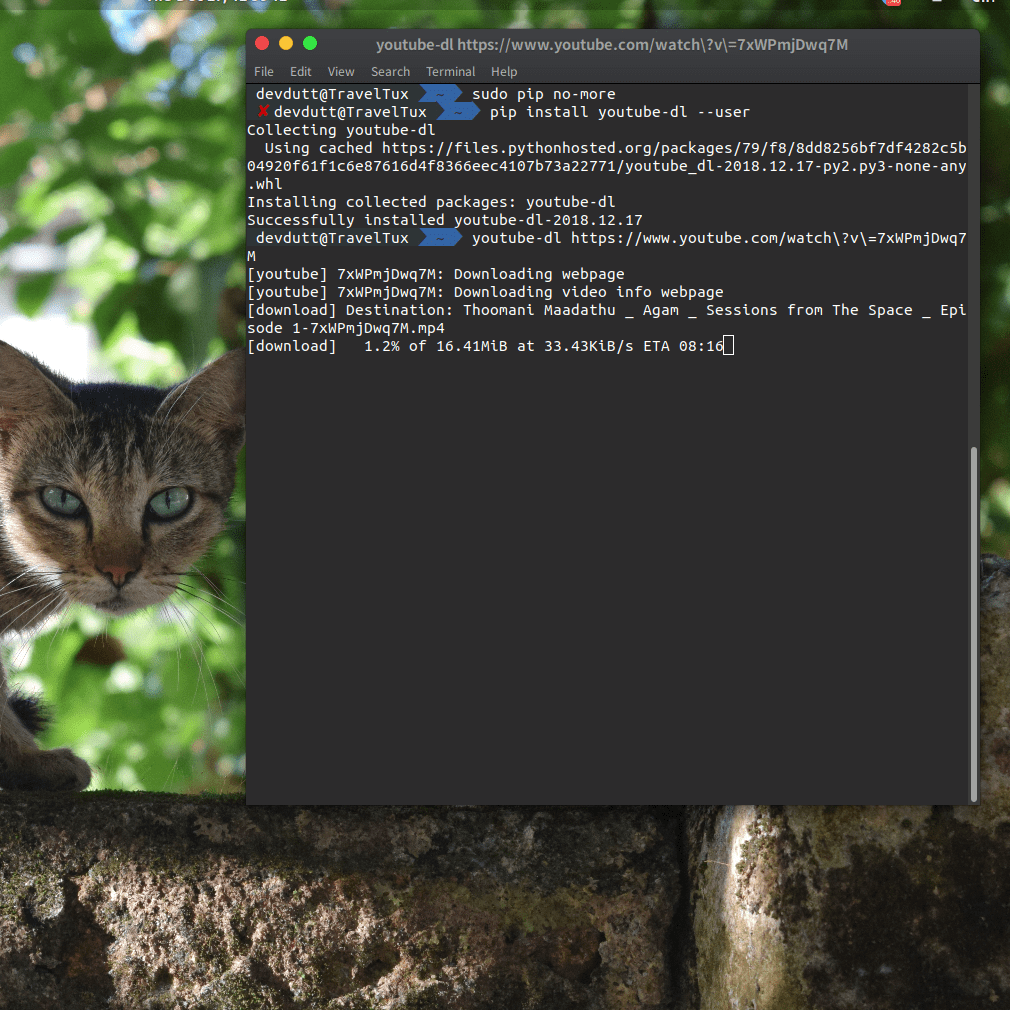 youtube-dl https://www.youtube.com/watch\?v\=7xWPmjDwq7M
File Edit View Search Terminal Help
devdutt@TravelTux ~ sudo pip no-more
✘ devdutt@TravelTux ~ pip install youtube-dl --user
Collecting youtube-dl
Using cached https://files.pythonhosted.org/packages/79/f8/8dd8256bf7df4282c5b
04920f61f1c6e87616d4f8366eec4107b73a22771/youtube_dl-2018.12.17-py2.py3-none-any
.whl
Installing collected packages: youtube-dl
Successfully installed youtube-dl-2018.12.17
devdutt@TravelTux ~ youtube-dl https://www.youtube.com/watch\?v\=7xWPmjDwq7
M
[youtube] 7xWPmjDwq7M: Downloading webpage
[youtube] 7xWPmjDwq7M: Downloading video info webpage
[download] Destination: Thoomani Maadathu _ Agam _ Sessions from The Space _ Epi
sode 1-7xWPmjDwq7M.mp4
[download] 1.2% of 16.41MiB at 33.43KiB/s ETA 08:16